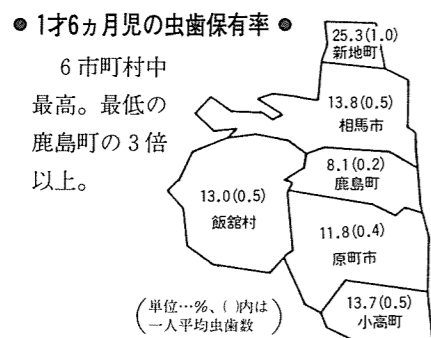 ● 1才6ヵ月児の虫歯保有率 ●
6市町村中
最高。最低の
鹿島町の3倍
以上。
25.3(1.0)
新地町
13.8(0.5)
相馬市
8.1(0.2)
鹿島町
13.0(0.5)
飯舘村
11.8(0.4)
原町市
13.7(0.5)
小高町
(単位…%、( )内は
一人平均虫歯数)